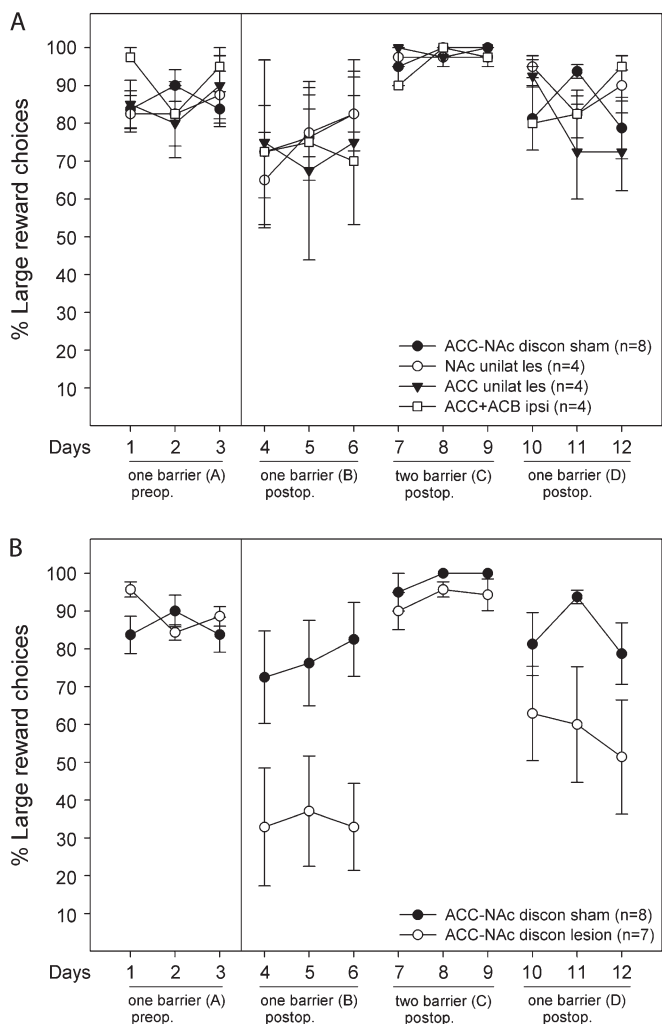 A
% Large reward choices
100
90
80
70
60
50
40
30
20
10
ACC-NAc discon sham (n=8)
NAc unilat les (n=4)
ACC unilat les (n=4)
ACC+ACB ipsi (n=4)
Days 1 2 3 4 5 6 7 8 9 10 11 12
one barrier (A) one barrier (B) two barrier (C) one barrier (D)
preop. postop. postop. postop.
B
% Large reward choices
100
90
80
70
60
50
40
30
20
10
ACC-NAc discon sham (n=8)
ACC-NAc discon lesion (n=7)
Days 1 2 3 4 5 6 7 8 9 10 11 12
one barrier (A) one barrier (B) two barrier (C) one barrier (D)
preop. postop. postop. postop.